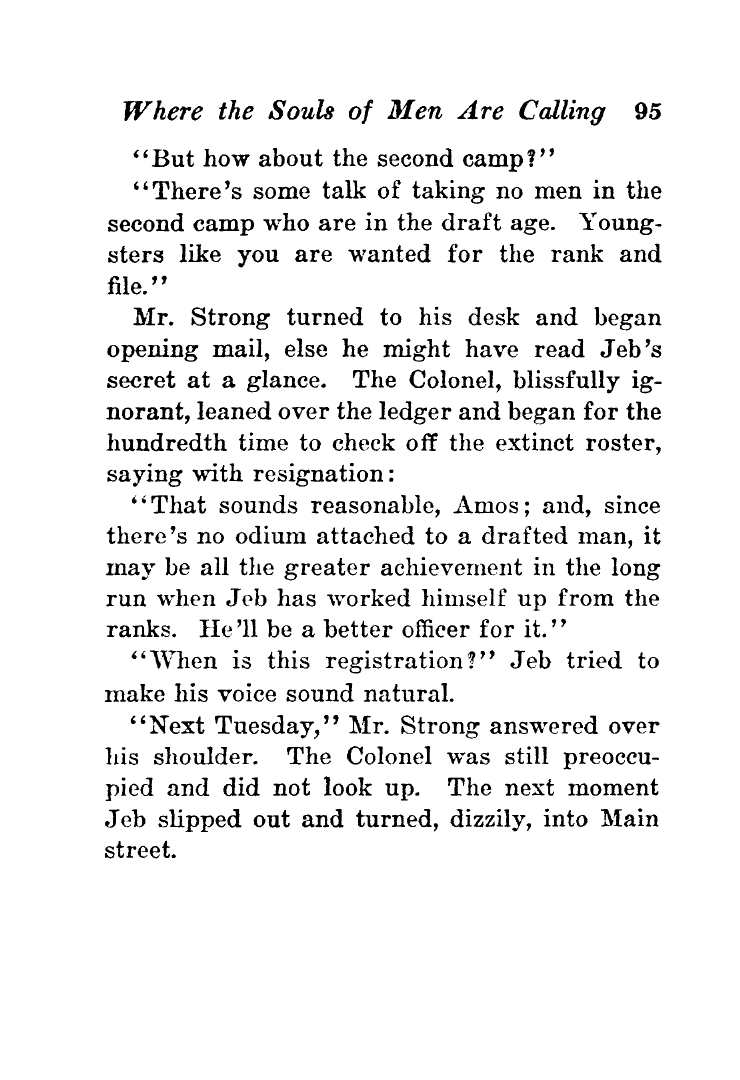 Where the Souls of Men Are Calling 95
“But how about the second camp?”
“There’s some talk of taking no men in the
second camp who are in the draft age. Young-
sters like you are wanted for the rank and
file.”
Mr. Strong turned to his desk and began
opening mail, else he might have read Jeb’s
secret at a glance. The Colonel, blissfully ig-
norant, leaned over the ledger and began for the
hundredth time to check off the extinct roster,
saying with resignation:
“That sounds reasonable, Amos; and, since
there’s no odium attached to a drafted man, it
may be all the greater achievement in the long
run when Jeb has worked himself up from the
ranks. He’ll be a better officer for it.”
“When is this registration?” Jeb tried to
make his voice sound natural.
“Next Tuesday,” Mr. Strong answered over
his shoulder. The Colonel was still preoccu-
pied and did not look up. The next moment
Jeb slipped out and turned, dizzily, into Main
street.